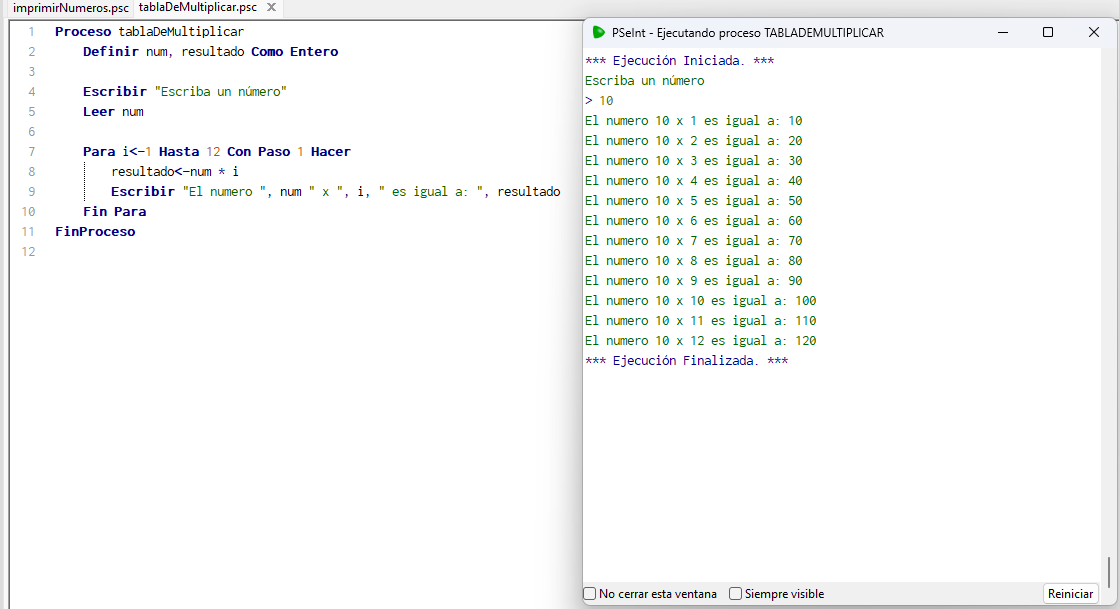 imprimirNumeros.psc tablaDeMultiplicar.psc X
1 Proceso tablaDeMultiplicar
2 Definir num, resultado Como Entero
3
4 Escribir "Escriba un número"
5 Leer num
6
7 Para i<-1 Hasta 12 Con Paso 1 Hacer
8 resultado<-num * i
9 Escribir "El numero ", num " x ", i, " es igual a: ", resultado
10 Fin Para
11 FinProceso
12
PSeInt - Ejecutando proceso TABLADEMULTIPLICAR
*** Ejecución Iniciada. ***
Escriba un número
> 10
El numero 10 x 1 es igual a: 10
El numero 10 x 2 es igual a: 20
El numero 10 x 3 es igual a: 30
El numero 10 x 4 es igual a: 40
El numero 10 x 5 es igual a: 50
El numero 10 x 6 es igual a: 60
El numero 10 x 7 es igual a: 70
El numero 10 x 8 es igual a: 80
El numero 10 x 9 es igual a: 90
El numero 10 x 10 es igual a: 100
El numero 10 x 11 es igual a: 110
El numero 10 x 12 es igual a: 120
*** Ejecución Finalizada. ***
No cerrar esta ventana Siempre visible Reiniciar